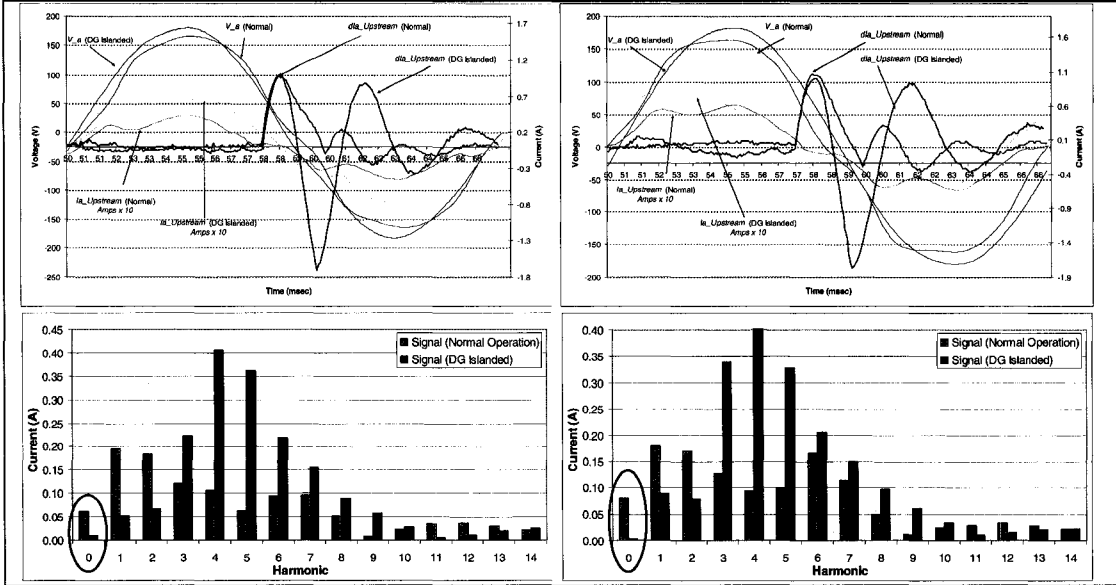 V_a (DG Islanded)
V_a (Normal)
dIa_Upstream (Normal)
dIa_Upstream (DG Islanded)
200
150
100
50
0
-50
-100
-150
-200
-250
Voltage (V)
1.7
1.2
0.7
0.2
-0.3
-0.8
-1.3
-1.8
Current (A)
50 51 51 52 53 54 55 55 56 57 58 58 59 60 61 62 62 63 64 65 66
Ia_Upstream (Normal)
Amps x 10
Ia_Upstream (DG Islanded)
Amps x 10
Time (msec)
V_a (DG Islanded)
V_a (Normal)
dIa_Upstream (Normal)
dIa_Upstream (DG Islanded)
200
150
100
50
0
-50
-100
-150
-200
Voltage (V)
1.6
1.1
0.6
0.1
-0.4
-0.9
-1.4
-1.9
Current (A)
50 51 51 52 53 54 55 55 56 57 58 59 60 61 62 62 63 64 64 65 66
Ia_Upstream (Normal)
Amps x 10
Ia_Upstream (DG Islanded)
Amps x 10
Time (msec)
0.45
0.40
0.35
0.30
0.25
0.20
0.15
0.10
0.05
0.00
Current (A)
Signal (Normal Operation)
Signal (DG Islanded)
0 1 2 3 4 5 6 7 8 9 10 11 12 13 14
Harmonic
0.40
0.35
0.30
0.25
0.20
0.15
0.10
0.05
0.00
Current (A)
Signal (Normal Operation)
Signal (DG Islanded)
0 1 2 3 4 5 6 7 8 9 10 11 12 13 14
Harmonic